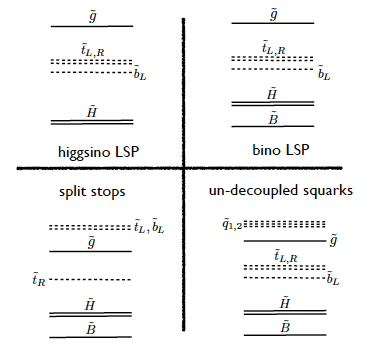 g̃
t̃L,R
b̃L
H̃
higgsino LSP
g̃
t̃L,R
b̃L
H̃
B̃
bino LSP
split stops
t̃L, b̃L
g̃
t̃R
H̃
B̃
un-decoupled squarks
q̃1,2
g̃
t̃L,R
b̃L
H̃
B̃